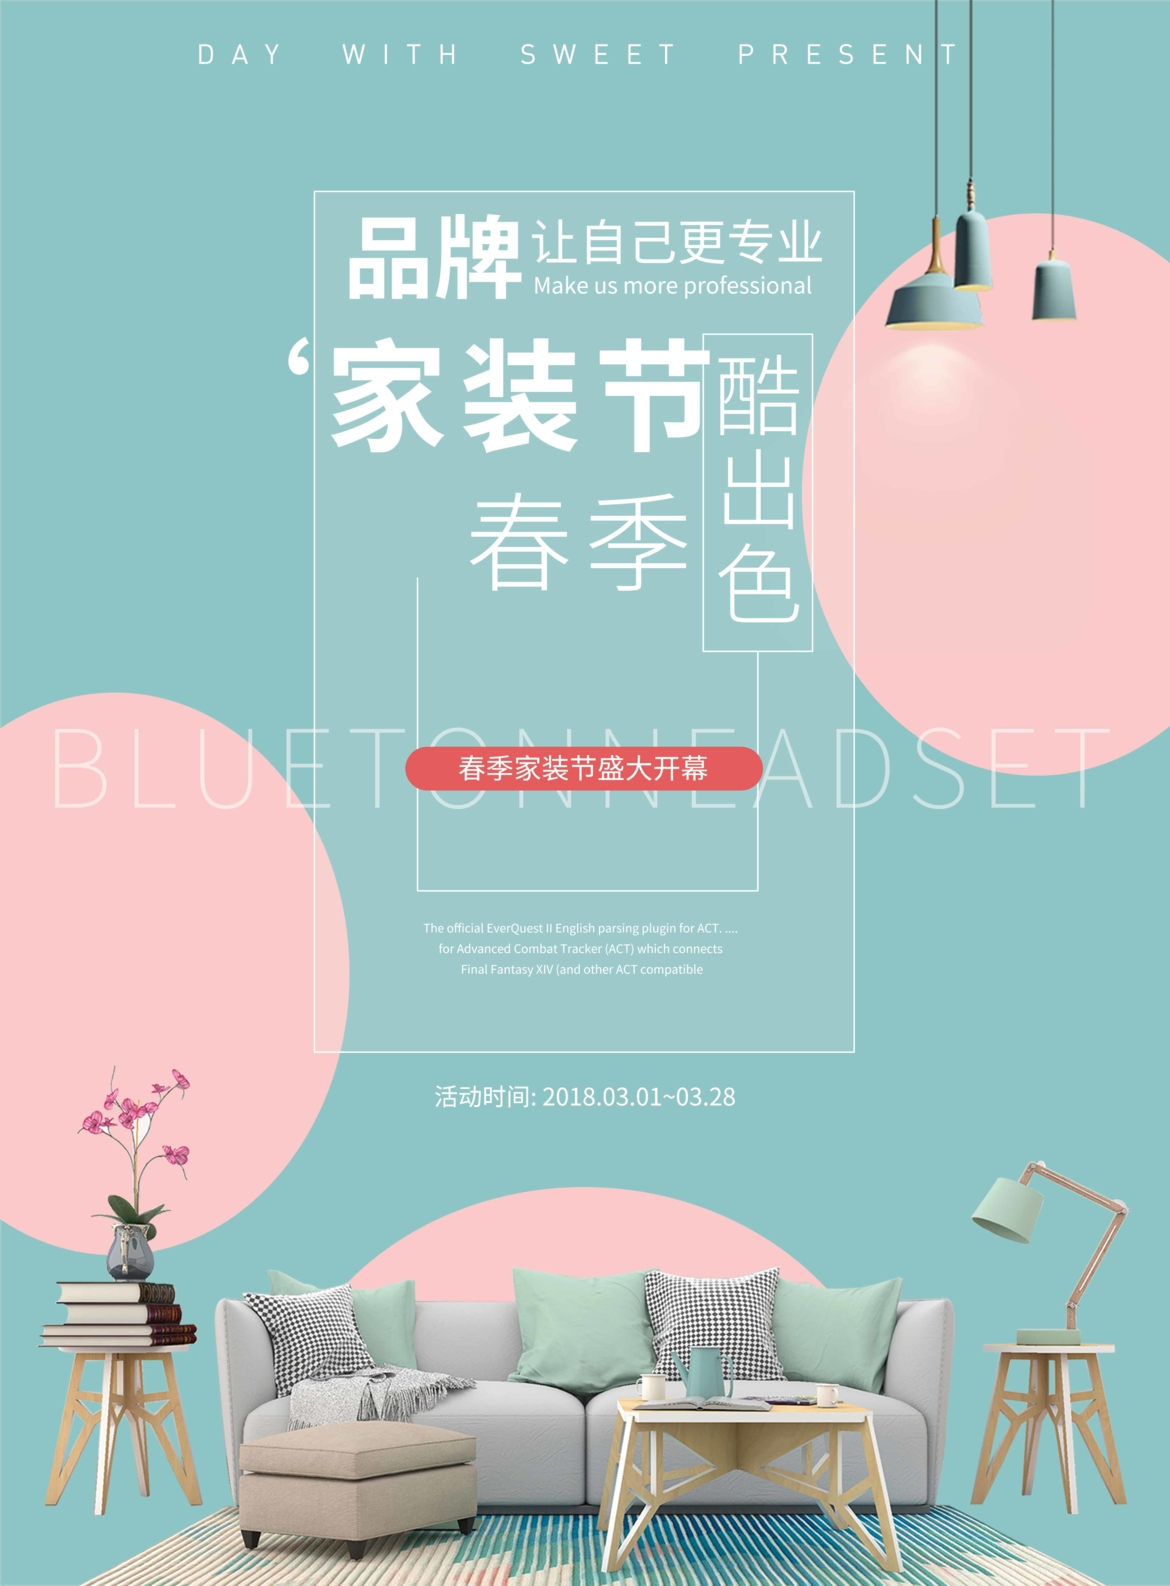 DAY WITH SWEET PRESENT
品牌
让自己更专业
Make us more professional
‘家装节
酷出色
春季
BLUETONNEADSET
春季家装节盛大开幕
The official EverQuest II English parsing plugin for ACT. ....
for Advanced Combat Tracker (ACT) which connects
Final Fantasy XIV (and other ACT compatible
活动时间: 2018.03.01~03.28